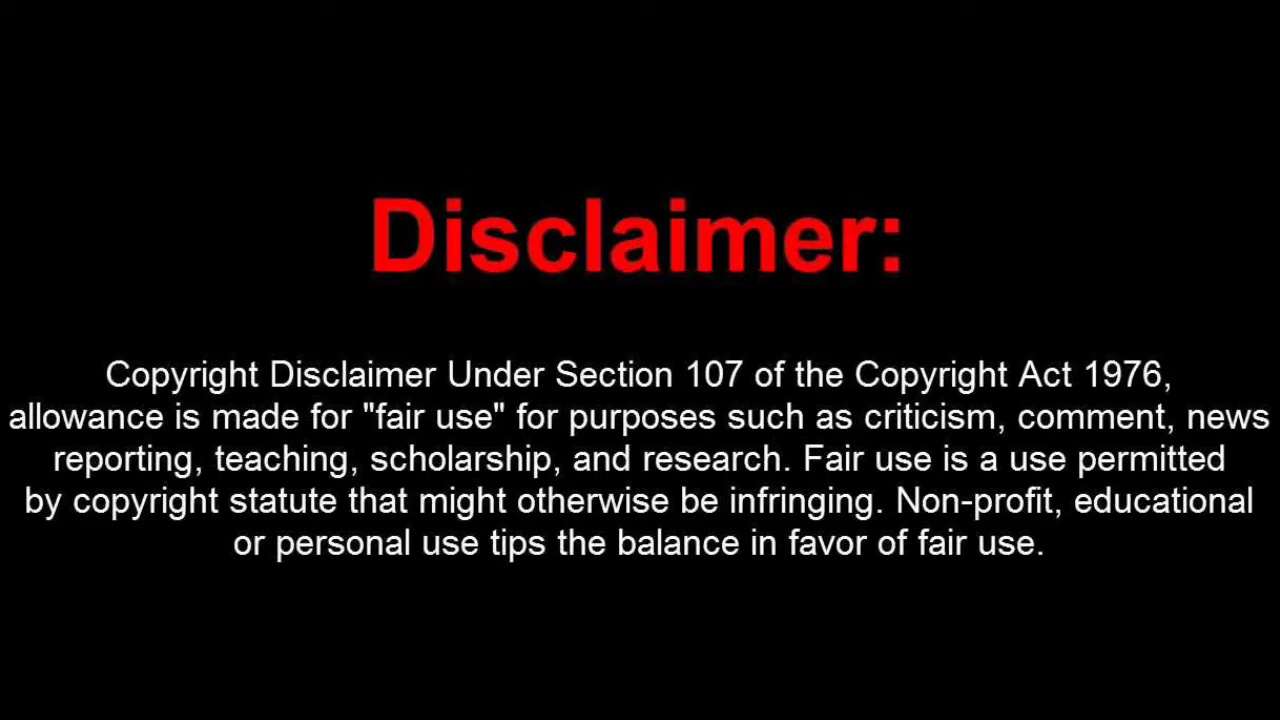 Disclaimer:
Copyright Disclaimer Under Section 107 of the Copyright Act 1976,
allowance is made for "fair use" for purposes such as criticism, comment, news
reporting, teaching, scholarship, and research. Fair use is a use permitted
by copyright statute that might otherwise be infringing. Non-profit, educational
or personal use tips the balance in favor of fair use.